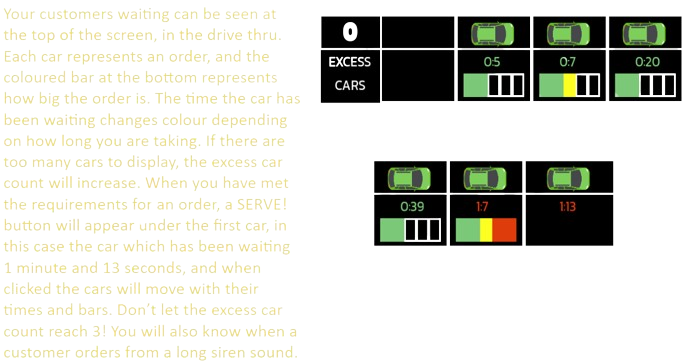 Your customers waiting can be seen at
the top of the screen, in the drive thru.
Each car represents an order, and the
coloured bar at the bottom represents
how big the order is. The time the car has
been waiting changes colour depending
on how long you are taking. If there are
too many cars to display, the excess car
count will increase. When you have met
the requirements for an order, a SERVE!
button will appear under the first car, in
this case the car which has been waiting
1 minute and 13 seconds, and when
clicked the cars will move with their
times and bars. Don't let the excess car
count reach 3! You will also know when a
customer orders from a long siren sound.
0
EXCESS
CARS
0:5 0:7 0:20
0:39 1:7 1:13